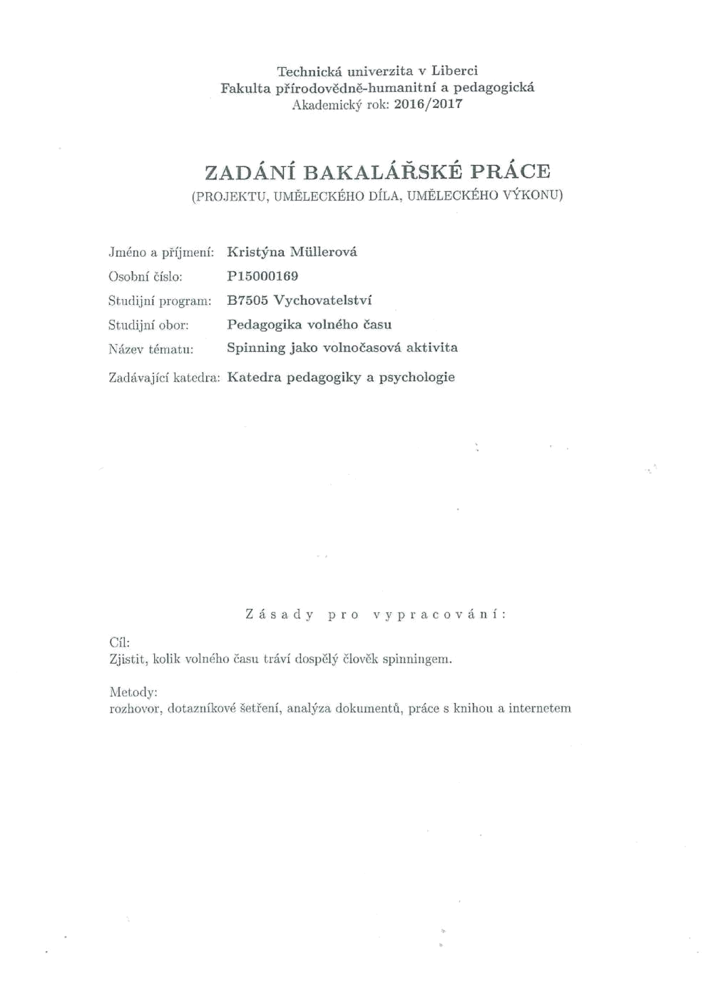 Technická univerzita v Liberci
Fakulta přírodovědně-humanitní a pedagogická
Akademický rok: 2016/2017
ZADÁNÍ BAKALÁŘSKÉ PRÁCE
(PROJEKTU, UMĚLECKÉHO DÍLA, UMĚLECKÉHO VÝKONU)
Jméno a příjmení: Kristýna Müllerová
Osobní číslo: P15000169
Studijní program: B7505 Vychovatelství
Studijní obor: Pedagogika volného času
Název tématu: Spinning jako volnočasová aktivita
Zadávající katedra: Katedra pedagogiky a psychologie
Zásady pro vypracování:
Cíl:
Zjistit, kolik volného času tráví dospělý člověk spinningem.
Metody:
rozhovor, dotazníkové šetření, analýza dokumentů, práce s knihou a internetem